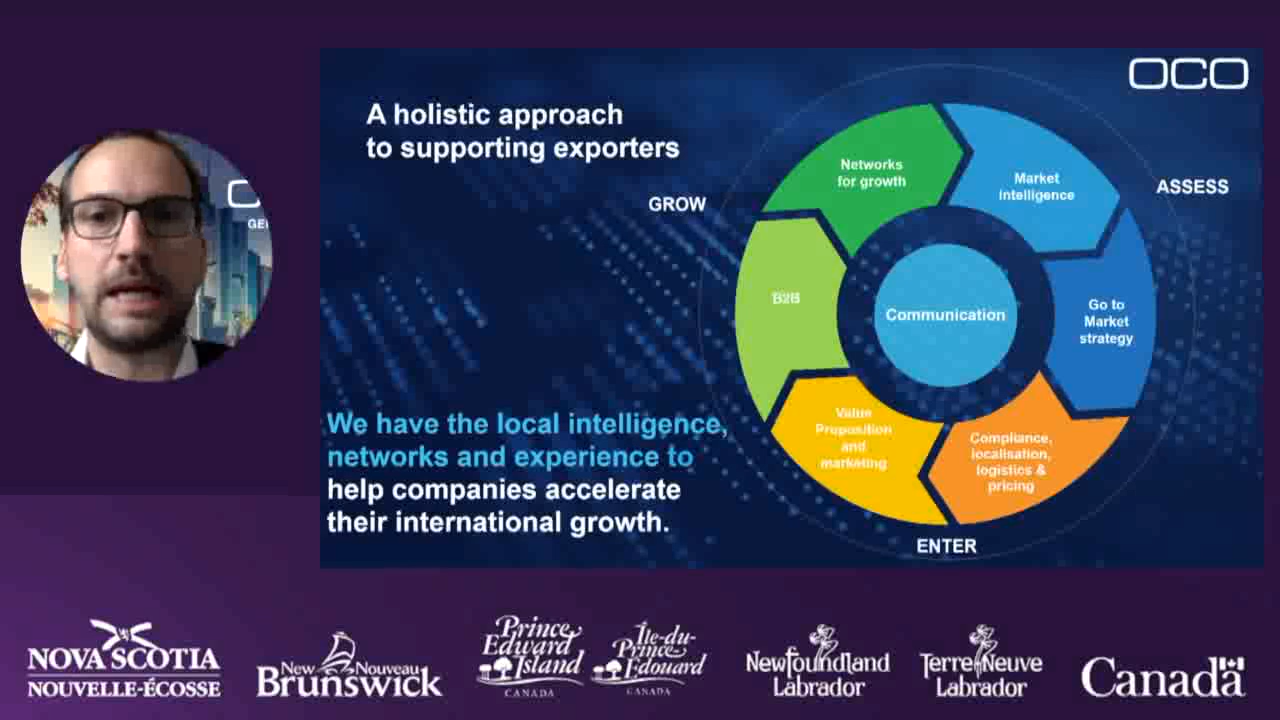 OCO
A holistic approach
to supporting exporters
GROW
ASSESS
ENTER
Networks
for growth
Market
intelligence
Go to
Market
strategy
Compliance,
localisation,
logistics &
pricing
Value
Proposition
and
marketing
B2B
Communication
We have the local intelligence,
networks and experience to
help companies accelerate
their international growth.
NOVA SCOTIA
NOUVELLE-ÉCOSSE
New Nouveau
Brunswick
Prince
Edward
Island
CANADA
Île-du-
Prince
Édouard
CANADA
Newfoundland
Labrador
Terre-Neuve
Labrador
Canada